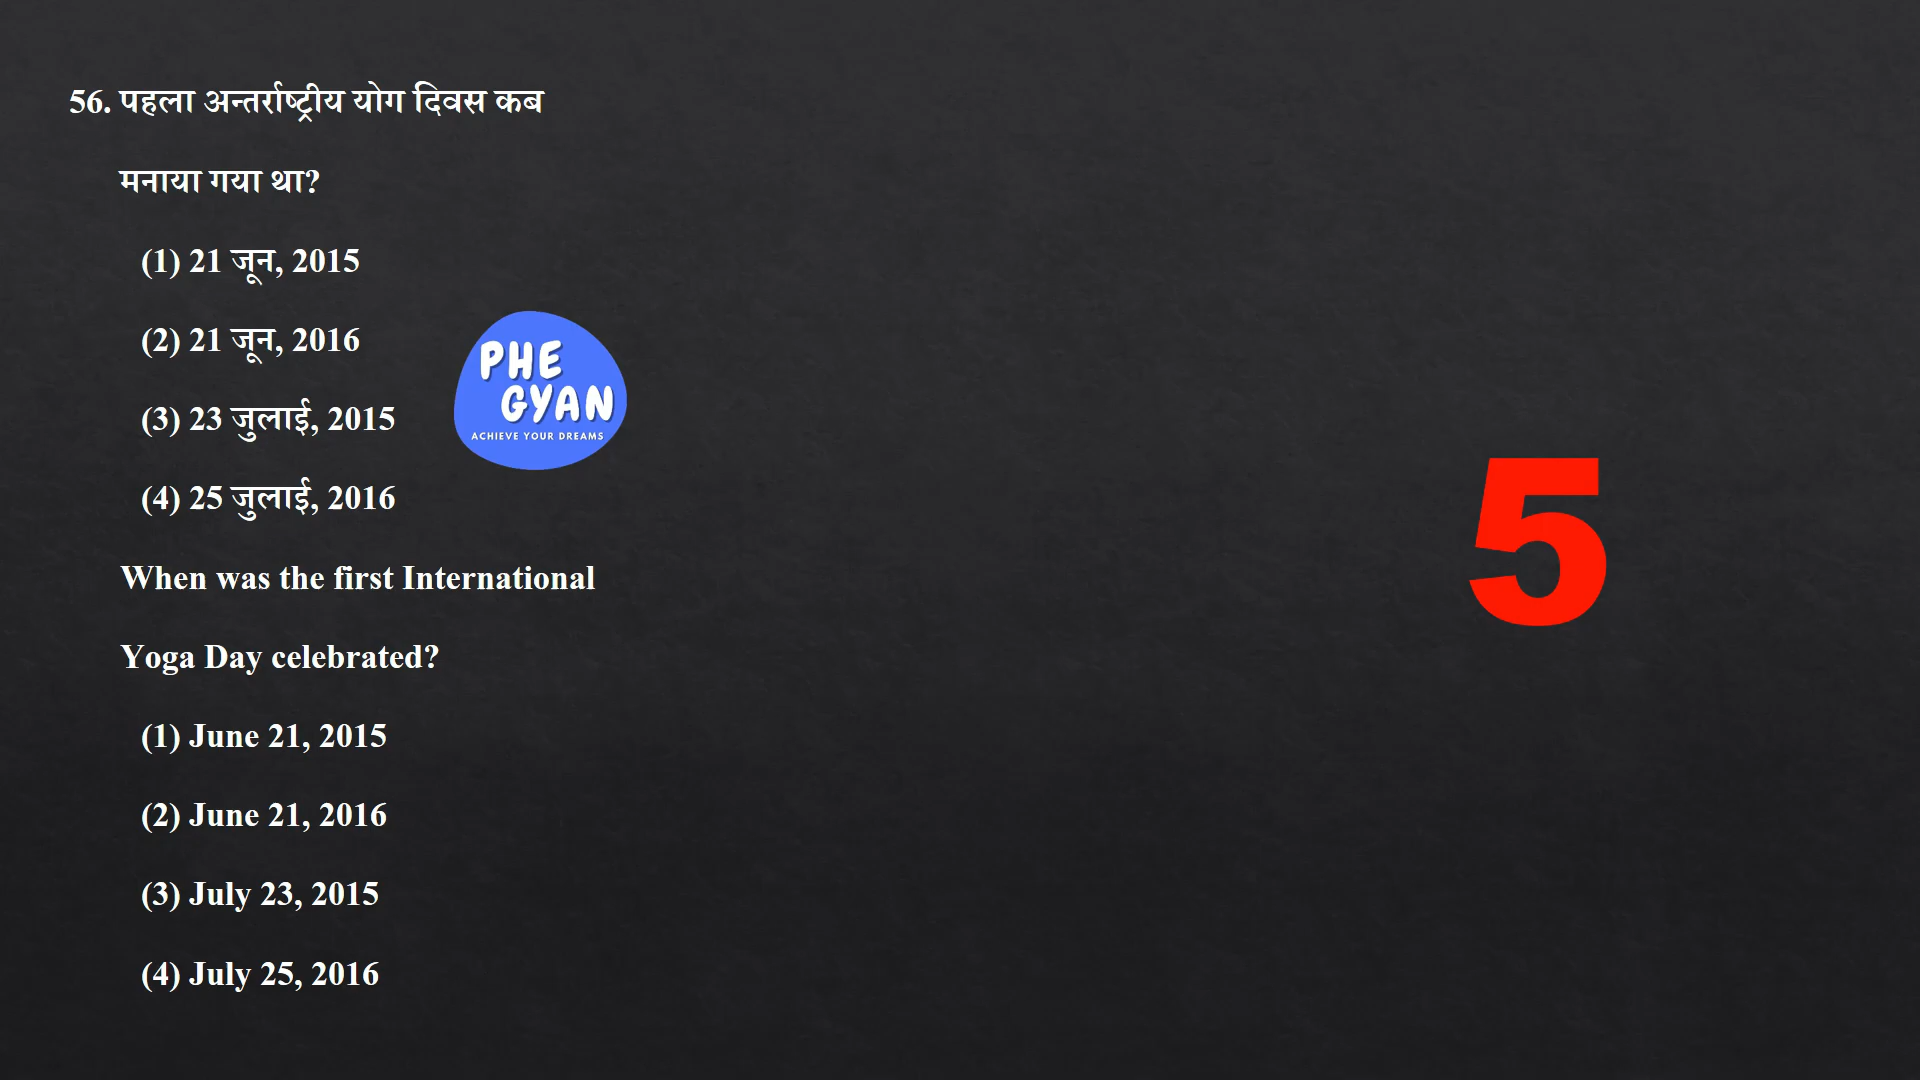 56. पहला अन्तर्राष्ट्रीय योग दिवस कब
मनाया गया था?
(1) 21 जून, 2015
(2) 21 जून, 2016
(3) 23 जुलाई, 2015
(4) 25 जुलाई, 2016
PHE
GYAN
ACHIEVE YOUR DREAMS
When was the first International
Yoga Day celebrated?
(1) June 21, 2015
(2) June 21, 2016
(3) July 23, 2015
(4) July 25, 2016
5